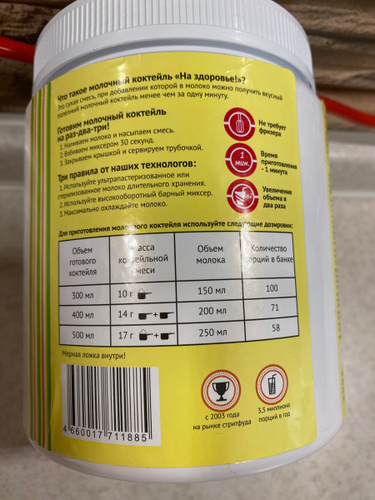 Что такое молочный коктейль «На здоровье!»?
Это сухая смесь, при добавлении которой в молоко можно получить вкусный
полезный молочный коктейль менее чем за одну минуту.
Готовим молочный коктейль
на раз-два-три!
1. Наливаем молоко и насыпаем смесь.
2. Взбиваем миксером 30 секунд.
3. Закрываем крышкой и сервируем трубочкой.
Три правила от наших технологов:
1. Используйте ультрапастеризованное или
стерилизованное молоко длительного хранения.
2. Используйте высокооборотный барный миксер.
3. Максимально охлаждайте молоко.
Не требует
фризера
1
МИН.
Время
приготовления
- 1 минута
Увеличение
объема в
два раза
Для приготовления молочного коктейля используйте следующие дозировки:
Объем готового коктейля
Масса коктейльной смеси
Объем молока
Количество порций в банке
300 мл 10 г 150 мл 100
400 мл 14 г + 200 мл 71
500 мл 17 г + 250 мл 58
Мерная ложка внутри!
4 660017 711885
с 2003 года
на рынке стритфуда
3,5 миллиона
порций в год